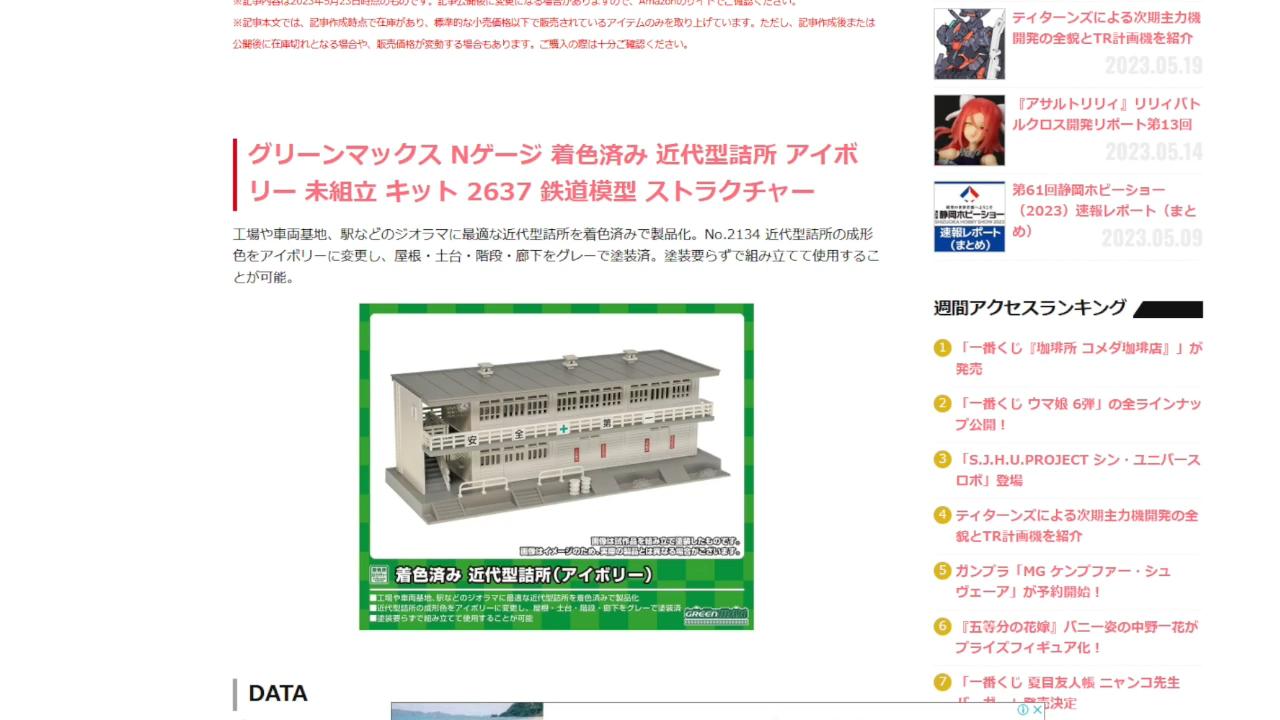 ※記事内容は2023年5月23日時点のものです。記事公開後に変更になる場合がありますので、Amazonのサイトでご確認ください。
※記事本文では、記事作成時点で在庫があり、標準的な小売価格以下で販売されているアイテムのみを取り上げています。ただし、記事作成後または
公開後に在庫切れとなる場合や、販売価格が変動する場合もあります。ご購入の際は十分ご確認ください。
グリーンマックス Nゲージ 着色済み 近代型詰所 アイボ
リー 未組立 キット 2637 鉄道模型 ストラクチャー
工場や車両基地、駅などのジオラマに最適な近代型詰所を着色済みで製品化。No.2134 近代型詰所の成形
色をアイボリーに変更し、屋根・土台・階段・廊下をグレーで塗装済。塗装要らずで組み立てて使用するこ
とが可能。
安全+第一
画像は試作品を組み立て塗装したものです。
画像はイメージのため、実際の製品とは異なる場合がございます。
着色済み 近代型詰所(アイボリー)
■工場や車両基地、駅などのジオラマに最適な近代型詰所を着色済みで製品化
■近代型詰所の成形色をアイボリーに変更し、屋根・土台・階段・廊下をグレーで塗装済
■塗装要らずで組み立てて使用することが可能
GREENMAX
DATA
ティターンズによる次期主力機
開発の全貌とTR計画機を紹介
2023.05.19
『アサルトリリィ』リリィバト
ルクロス開発リポート第13回
2023.05.14
静岡ホビーショー
速報レポート
(まとめ)
第61回静岡ホビーショー
（2023）速報レポート（まと
め）
2023.05.09
週間アクセスランキング
1 「一番くじ『珈琲所 コメダ珈琲店』」が
発売
2 「一番くじ ウマ娘 6弾」の全ラインナッ
プ公開！
3 「S.J.H.U.PROJECT シン・ユニバース
ロボ」登場
4 ティターンズによる次期主力機開発の全
貌とTR計画機を紹介
5 ガンプラ「MG ケンプファー・シュ
ヴェーア」が予約開始！
6 『五等分の花嫁』バニー姿の中野一花が
プライズフィギュア化！
7 「一番くじ 夏目友人帳 ニャンコ先生